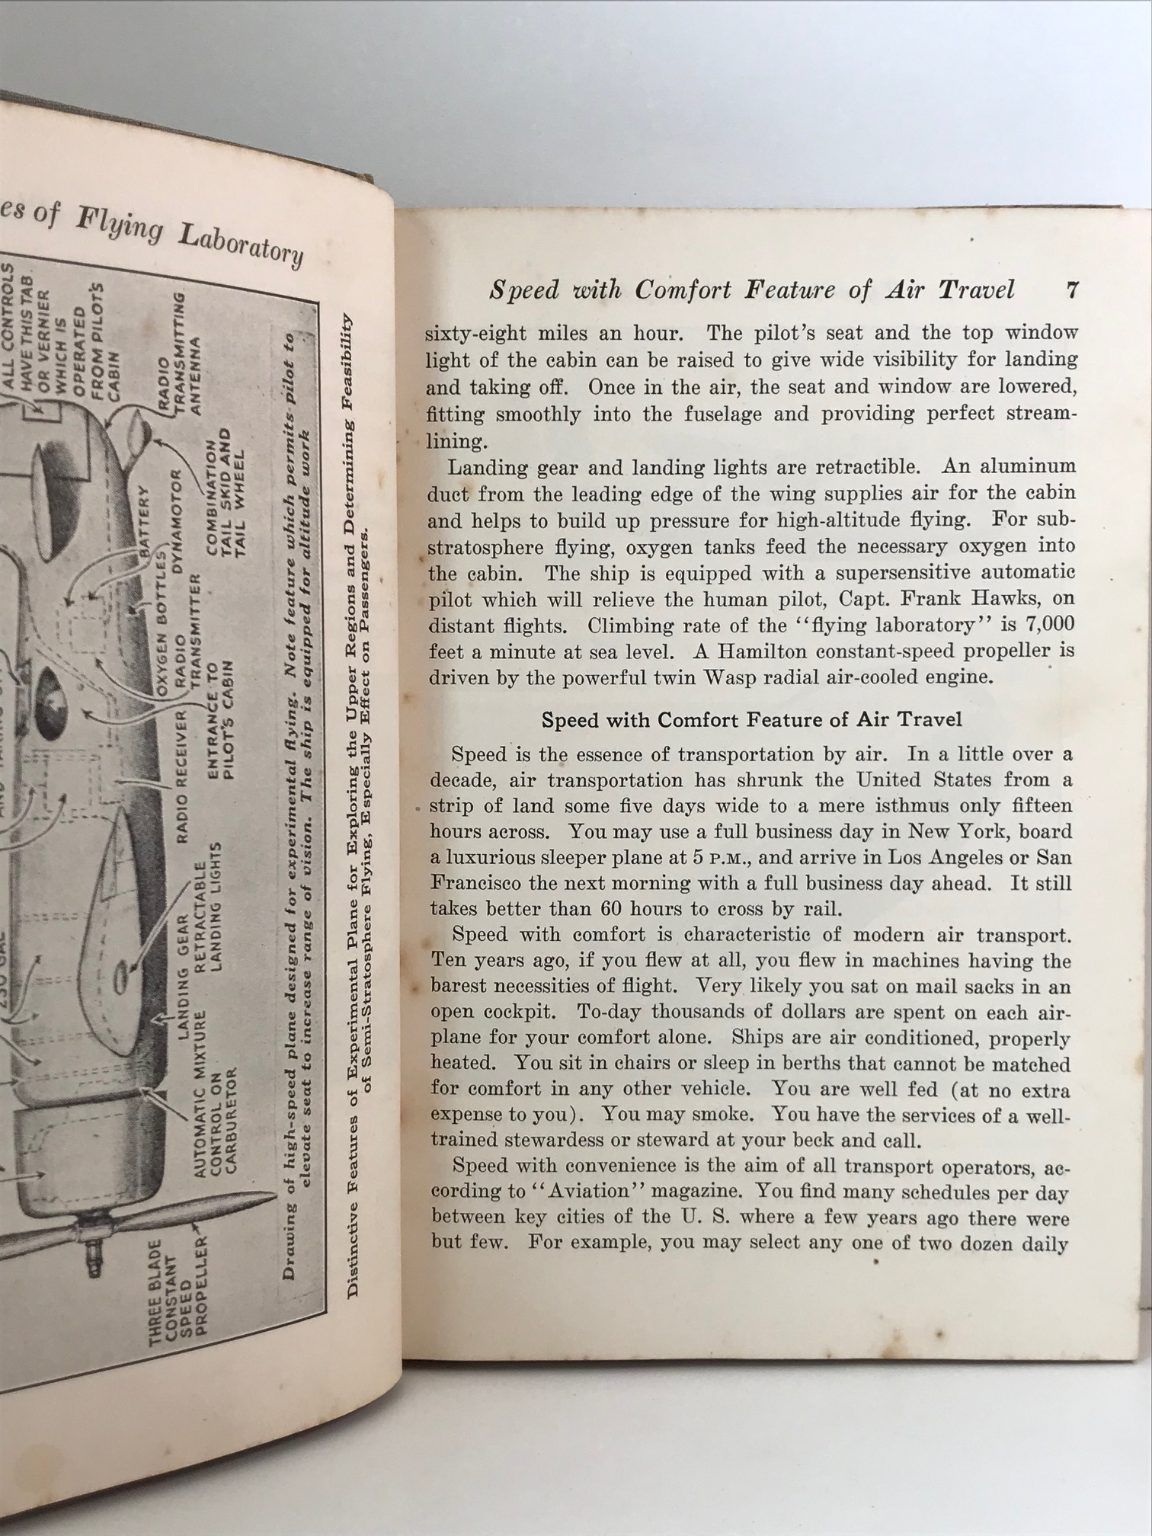 es of Flying Laboratory
ALL CONTROLS
HAVE THIS TAB
OR VERNIER
WHICH IS
OPERATED
FROM PILOT'S
CABIN
RADIO
TRANSMITTING
ANTENNA
COMBINATION
TAIL SKID AND
TAIL WHEEL
BATTERY
DYNAMOTOR
OXYGEN BOTTLES
RADIO
TRANSMITTER
ENTRANCE TO
PILOT'S CABIN
RADIO RECEIVER
RETRACTABLE
LANDING LIGHTS
LANDING GEAR
AUTOMATIC MIXTURE
CONTROL ON
CARBURETOR
THREE BLADE
CONSTANT
SPEED
PROPELLER
250 GAL
Drawing of high-speed plane designed for experimental flying. Note feature which permits pilot to
elevate seat to increase range of vision. The ship is equipped for altitude work
Distinctive Features of Experimental Plane for Exploring the Upper Regions and Determining Feasibility
of Semi-Stratosphere Flying, Especially Effect on Passengers.
Speed with Comfort Feature of Air Travel 7
sixty-eight miles an hour. The pilot's seat and the top window
light of the cabin can be raised to give wide visibility for landing
and taking off. Once in the air, the seat and window are lowered,
fitting smoothly into the fuselage and providing perfect stream-
lining.
Landing gear and landing lights are retractible. An aluminum
duct from the leading edge of the wing supplies air for the cabin
and helps to build up pressure for high-altitude flying. For sub-
stratosphere flying, oxygen tanks feed the necessary oxygen into
the cabin. The ship is equipped with a supersensitive automatic
pilot which will relieve the human pilot, Capt. Frank Hawks, on
distant flights. Climbing rate of the "flying laboratory" is 7,000
feet a minute at sea level. A Hamilton constant-speed propeller is
driven by the powerful twin Wasp radial air-cooled engine.
Speed with Comfort Feature of Air Travel
Speed is the essence of transportation by air. In a little over a
decade, air transportation has shrunk the United States from a
strip of land some five days wide to a mere isthmus only fifteen
hours across. You may use a full business day in New York, board
a luxurious sleeper plane at 5 P.M., and arrive in Los Angeles or San
Francisco the next morning with a full business day ahead. It still
takes better than 60 hours to cross by rail.
Speed with comfort is characteristic of modern air transport.
Ten years ago, if you flew at all, you flew in machines having the
barest necessities of flight. Very likely you sat on mail sacks in an
open cockpit. To-day thousands of dollars are spent on each air-
plane for your comfort alone. Ships are air conditioned, properly
heated. You sit in chairs or sleep in berths that cannot be matched
for comfort in any other vehicle. You are well fed (at no extra
expense to you). You may smoke. You have the services of a well-
trained stewardess or steward at your beck and call.
Speed with convenience is the aim of all transport operators, ac-
cording to "Aviation" magazine. You find many schedules per day
between key cities of the U. S. where a few years ago there were
but few. For example, you may select any one of two dozen daily